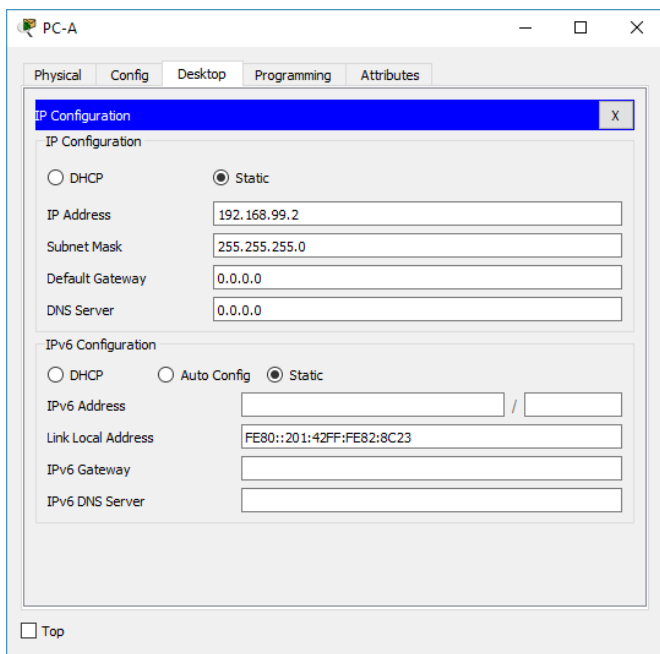 PC-A
Physical Config Desktop Programming Attributes
IP Configuration X
IP Configuration
DHCP Static
IP Address 192.168.99.2
Subnet Mask 255.255.255.0
Default Gateway 0.0.0.0
DNS Server 0.0.0.0
IPv6 Configuration
DHCP Auto Config Static
IPv6 Address /
Link Local Address FE80::201:42FF:FE82:8C23
IPv6 Gateway
IPv6 DNS Server
Top